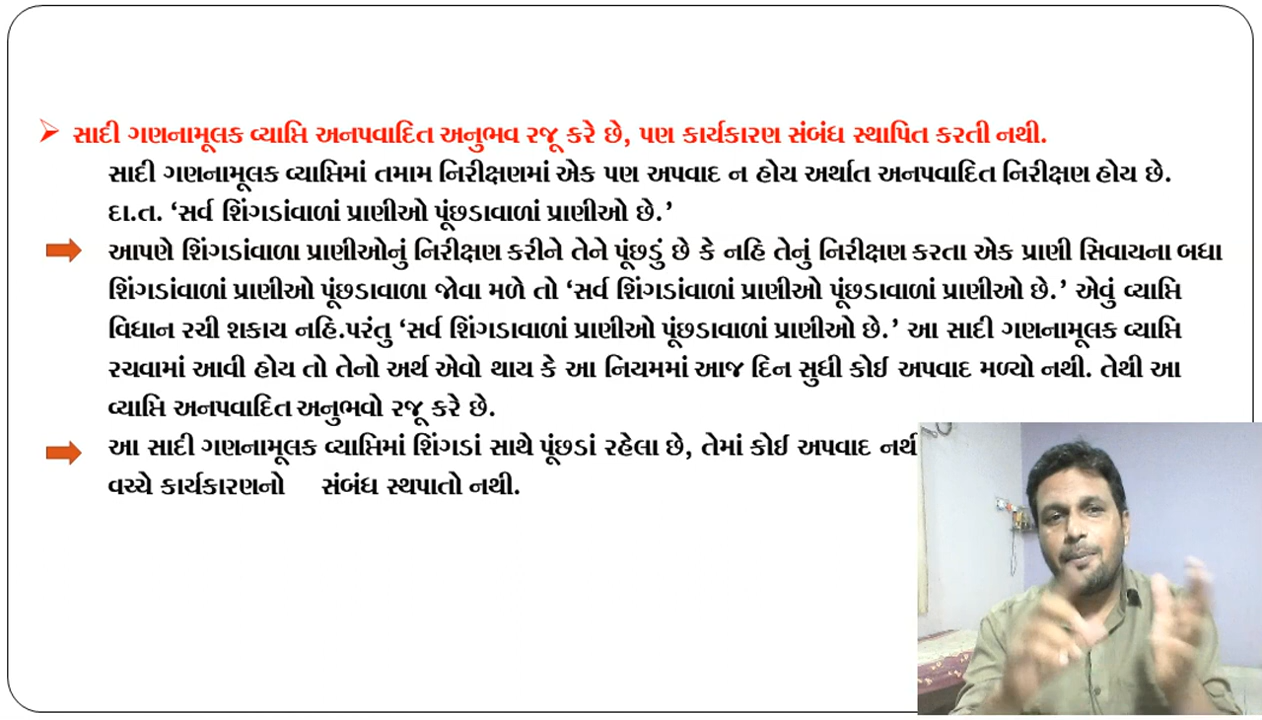 સાદી ગણનામૂલક વ્યાપ્તિ અનપવાદિત અનુભવ રજૂ કરે છે, પણ કાર્યકારણ સંબંધ સ્થાપિત કરતી નથી.
સાદી ગણનામૂલક વ્યાપ્તિમાં તમામ નિરીક્ષણમાં એક પણ અપવાદ ન હોય અર્થાત અનપવાદિત નિરીક્ષણ હોય છે.
દા.ત. ‘સર્વ શિંગડાંવાળાં પ્રાણીઓ પૂંછડાવાળાં પ્રાણીઓ છે.’
આપણે શિંગડાંવાળા પ્રાણીઓનું નિરીક્ષણ કરીને તેને પૂંછડું છે કે નહિ તેનું નિરીક્ષણ કરતા એક પ્રાણી સિવાયના બધા
શિંગડાંવાળાં પ્રાણીઓ પૂંછડાવાળા જોવા મળે તો ‘સર્વ શિંગડાંવાળાં પ્રાણીઓ પૂંછડાવાળાં પ્રાણીઓ છે.’ એવું વ્યાપ્તિ
વિધાન રચી શકાય નહિ.પરંતુ ‘સર્વ શિંગડાવાળાં પ્રાણીઓ પૂંછડાવાળાં પ્રાણીઓ છે.’ આ સાદી ગણનામૂલક વ્યાપ્તિ
રચવામાં આવી હોય તો તેનો અર્થ એવો થાય કે આ નિયમમાં આજ દિન સુધી કોઈ અપવાદ મળ્યો નથી. તેથી આ
વ્યાપ્તિ અનપવાદિત અનુભવો રજૂ કરે છે.
આ સાદી ગણનામૂલક વ્યાપ્તિમાં શિંગડાં સાથે પૂંછડાં રહેલા છે, તેમાં કોઈ અપવાદ
વચ્ચે કાર્યકારણનો સંબંધ સ્થપાતો નથી.